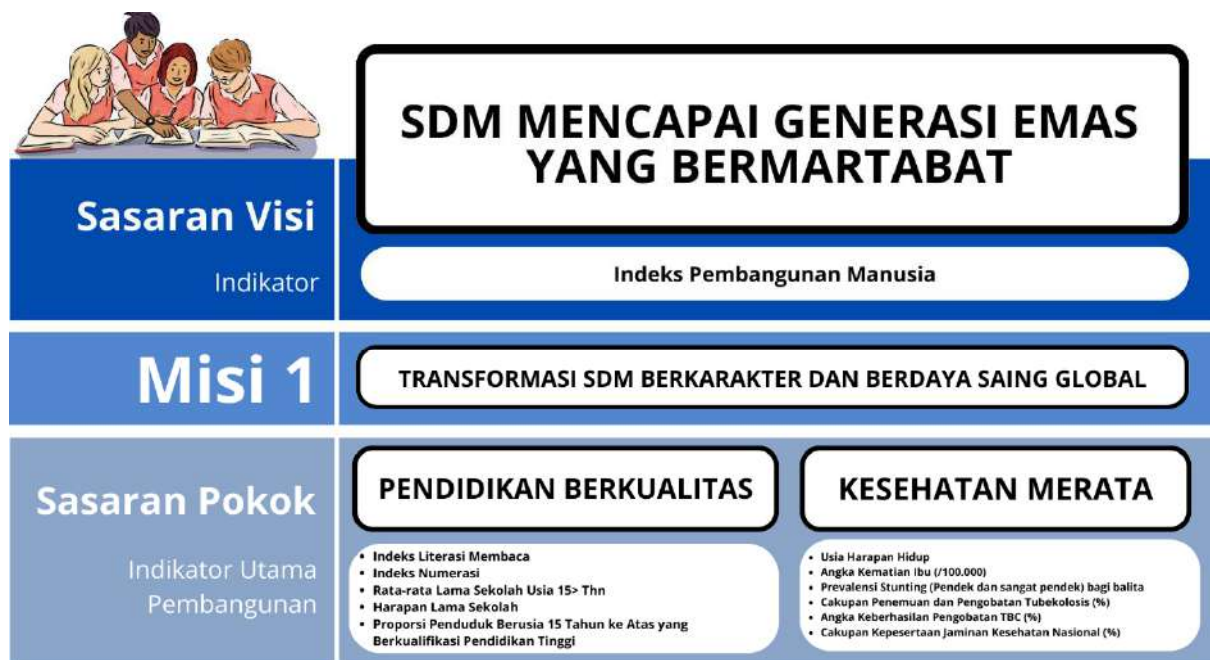 SDM MENCAPAI GENERASI EMAS
YANG BERMARTABAT
Sasaran Visi
Indikator
Indeks Pembangunan Manusia
Misi 1
TRANSFORMASI SDM BERKARAKTER DAN BERDAYA SAING GLOBAL
Sasaran Pokok
Indikator Utama
Pembangunan
PENDIDIKAN BERKUALITAS
• Indeks Literasi Membaca
• Indeks Numerasi
• Rata-rata Lama Sekolah Usia 15> Thn
• Harapan Lama Sekolah
• Proporsi Penduduk Berusia 15 Tahun ke Atas yang
Berkualifikasi Pendidikan Tinggi
KESEHATAN MERATA
• Usia Harapan Hidup
• Angka Kematian Ibu (/100.000)
• Prevalensi Stunting (Pendek dan sangat pendek) bagi balita
• Cakupan Penemuan dan Pengobatan Tubekolosis (%)
• Angka Keberhasilan Pengobatan TBC (%)
• Cakupan Kepesertaan Jaminan Kesehatan Nasional (%)